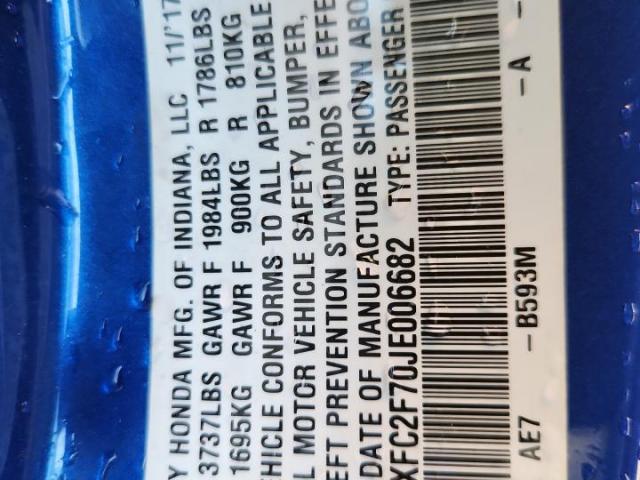 Y HONDA MFG. OF INDIANA, LLC 11/17
3737LBS GAWR F 1984LBS R 1786LBS
1695KG GAWR F 900KG R 810KG
EHICLE CONFORMS TO ALL APPLICABLE
L MOTOR VEHICLE SAFETY, BUMPER,
EFT PREVENTION STANDARDS IN EFFE
DATE OF MANUFACTURE SHOWN ABO
XFC2F70JE006682 TYPE: PASSENGER
AE7 - B593M - A -